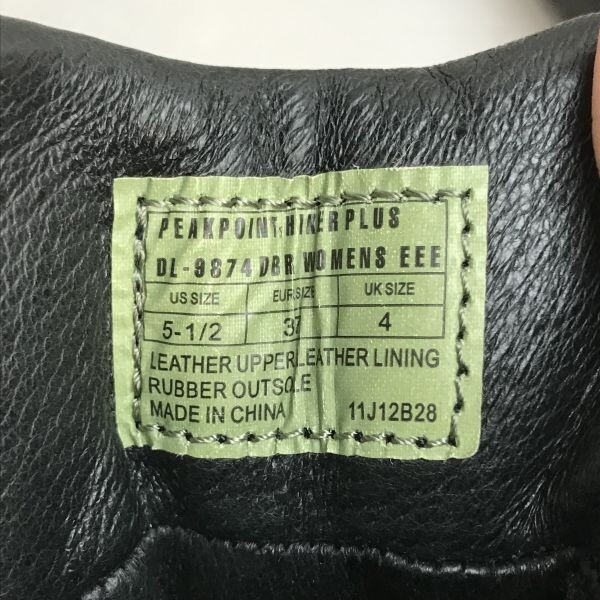 PEAKPOINT HIKER PLUS
DL-9874 DBR WOMENS EEE
US SIZE EUR SIZE UK SIZE
5-1/2 37 4
LEATHER UPPER LEATHER LINING
RUBBER OUTSOLE
MADE IN CHINA 11J12B28